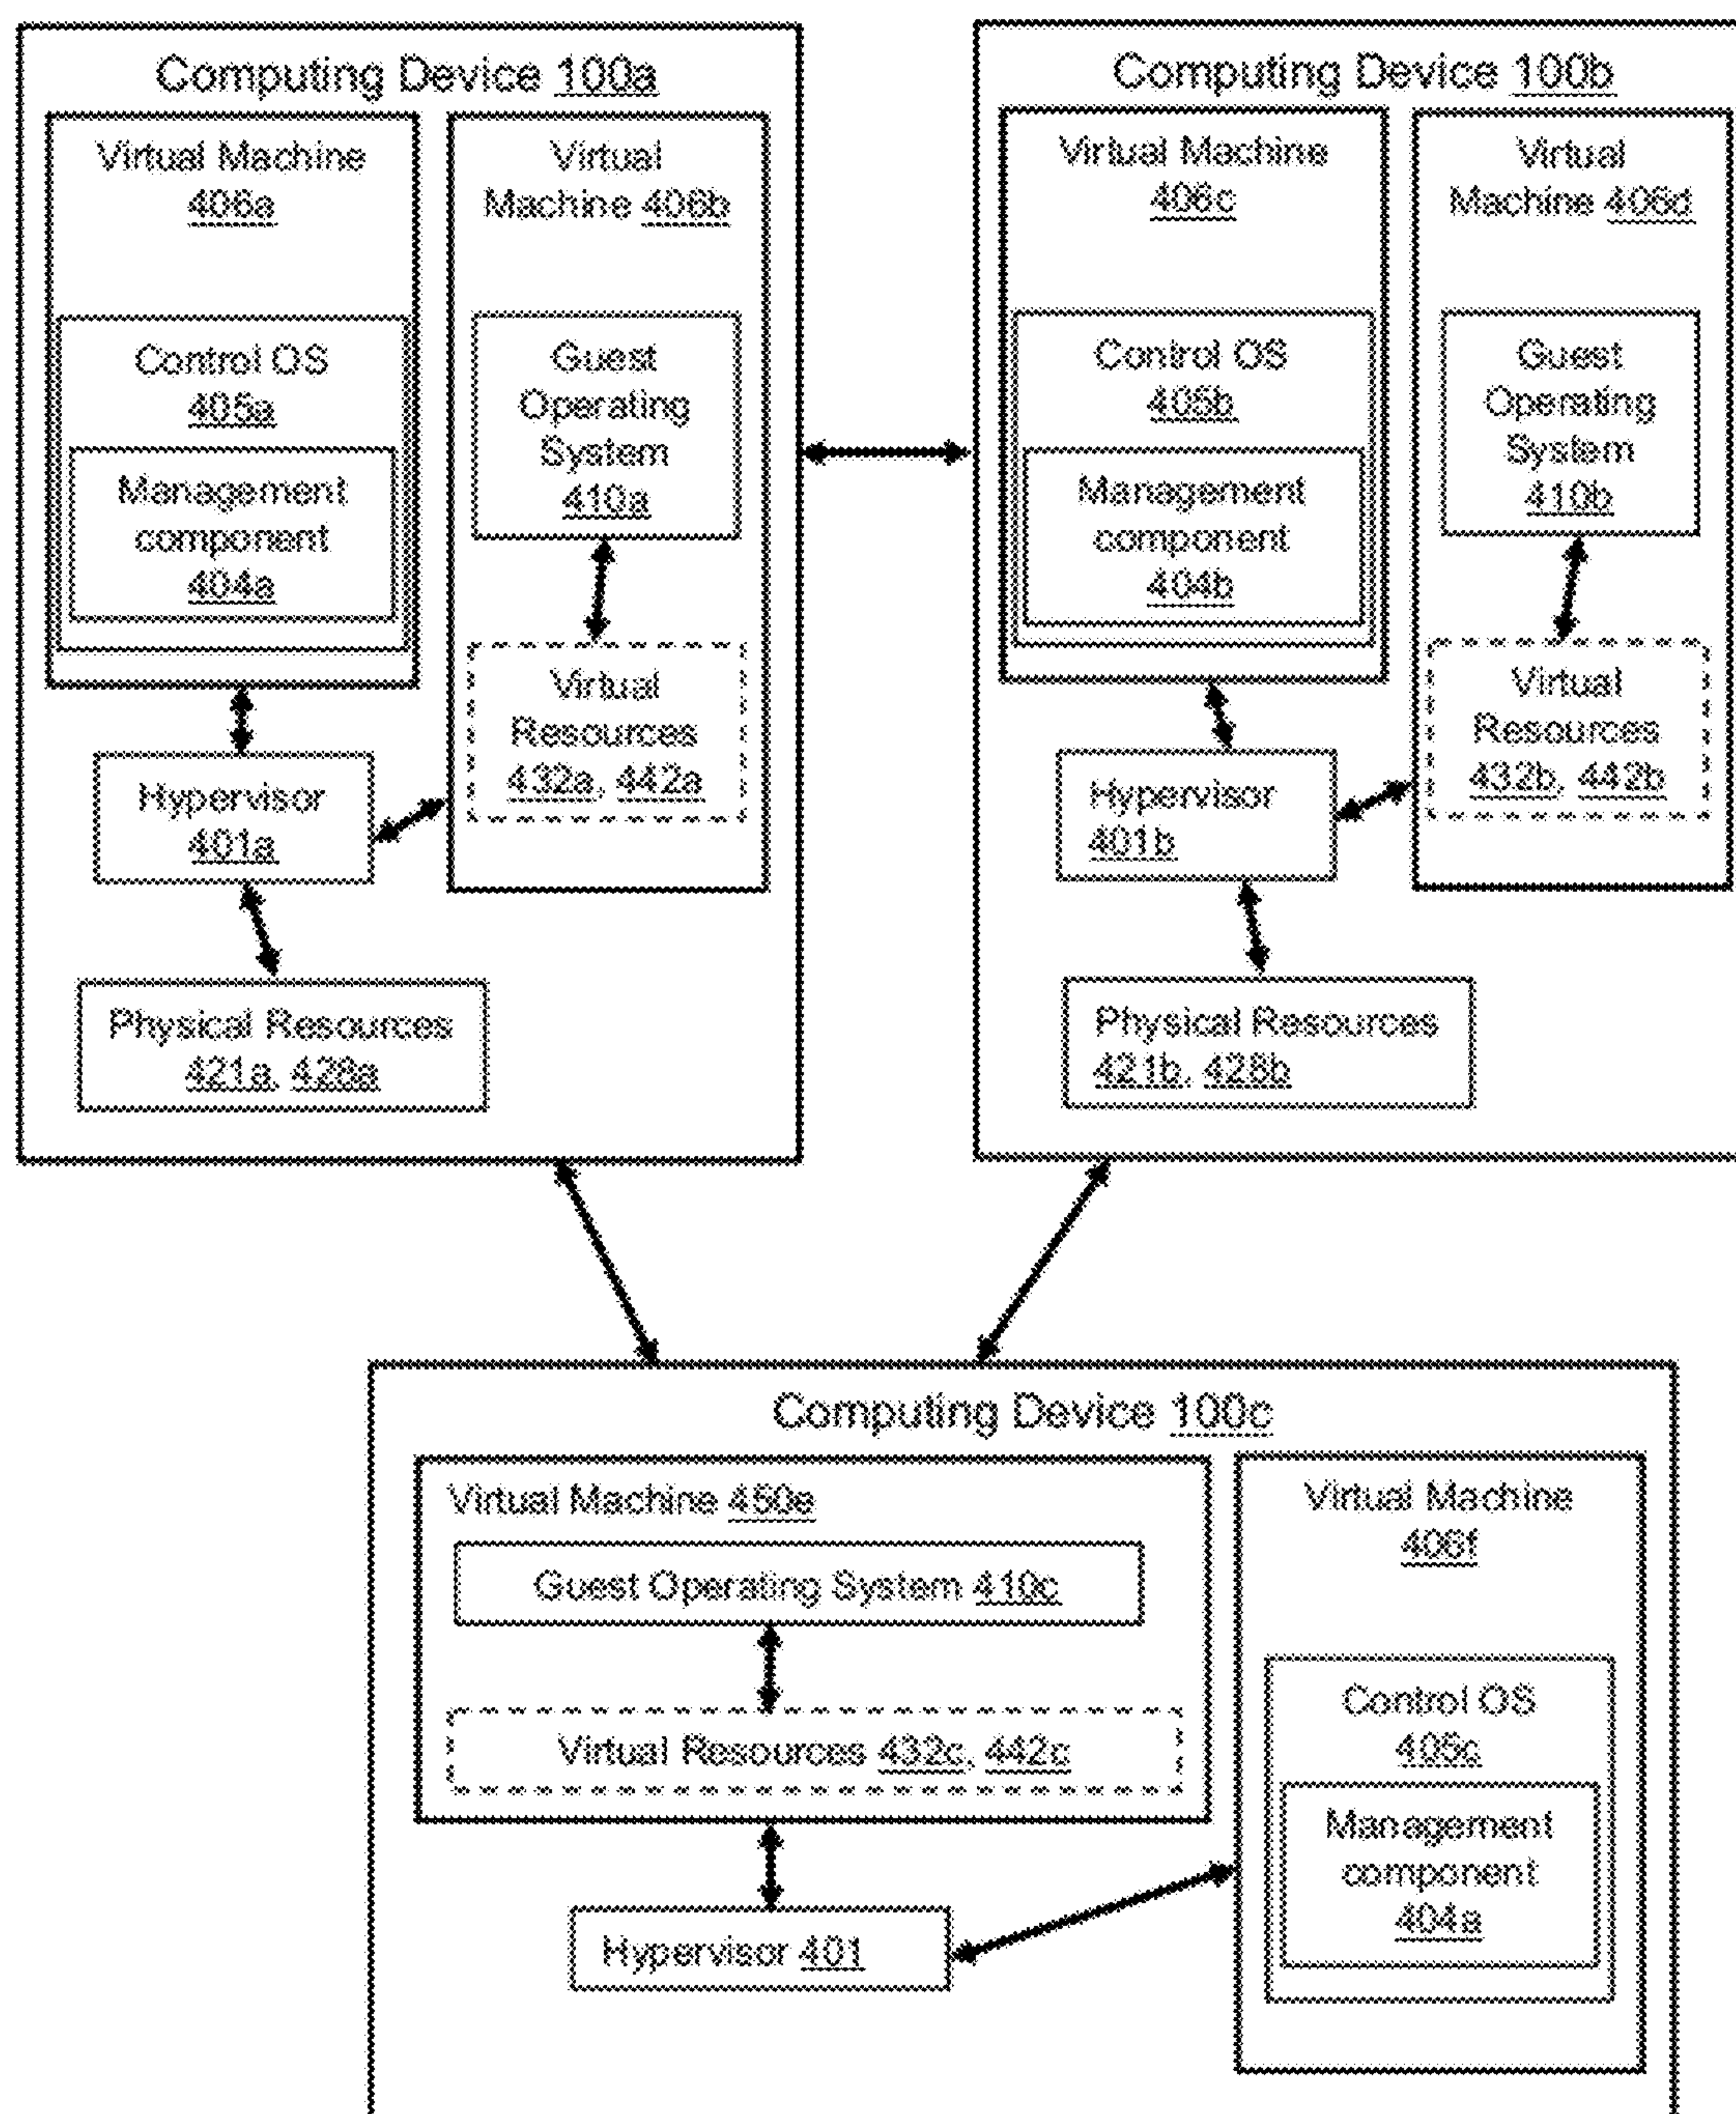 Computing Device 100a
Virtual Machine
406a
Control OS
405a
Management
component
404a
Virtual
Machine 406b
Guest
Operating
System
410a
Virtual
Resources
432a, 442a
Hypervisor
401a
Physical Resources
421a, 428a
Computing Device 100b
Virtual Machine
406c
Control OS
405b
Management
component
404b
Virtual
Machine 406d
Guest
Operating
System
410b
Virtual
Resources
432b, 442b
Hypervisor
401b
Physical Resources
421b, 428b
Computing Device 100c
Virtual Machine 450e
Guest Operating System 410c
Virtual Resources 432c, 442c
Hypervisor 401
Virtual Machine
406f
Control OS
405c
Management
component
404a